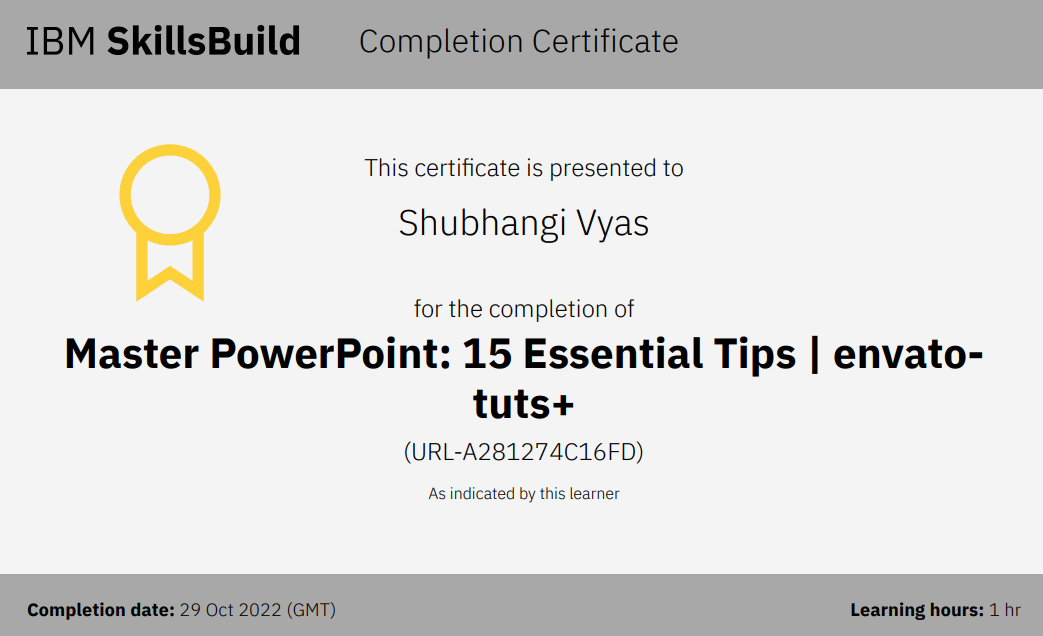 IBM SkillsBuild Completion Certificate
This certificate is presented to
Shubhangi Vyas
for the completion of
Master PowerPoint: 15 Essential Tips | envato-
tuts+
(URL-A281274C16FD)
As indicated by this learner
Completion date: 29 Oct 2022 (GMT) Learning hours: 1 hr